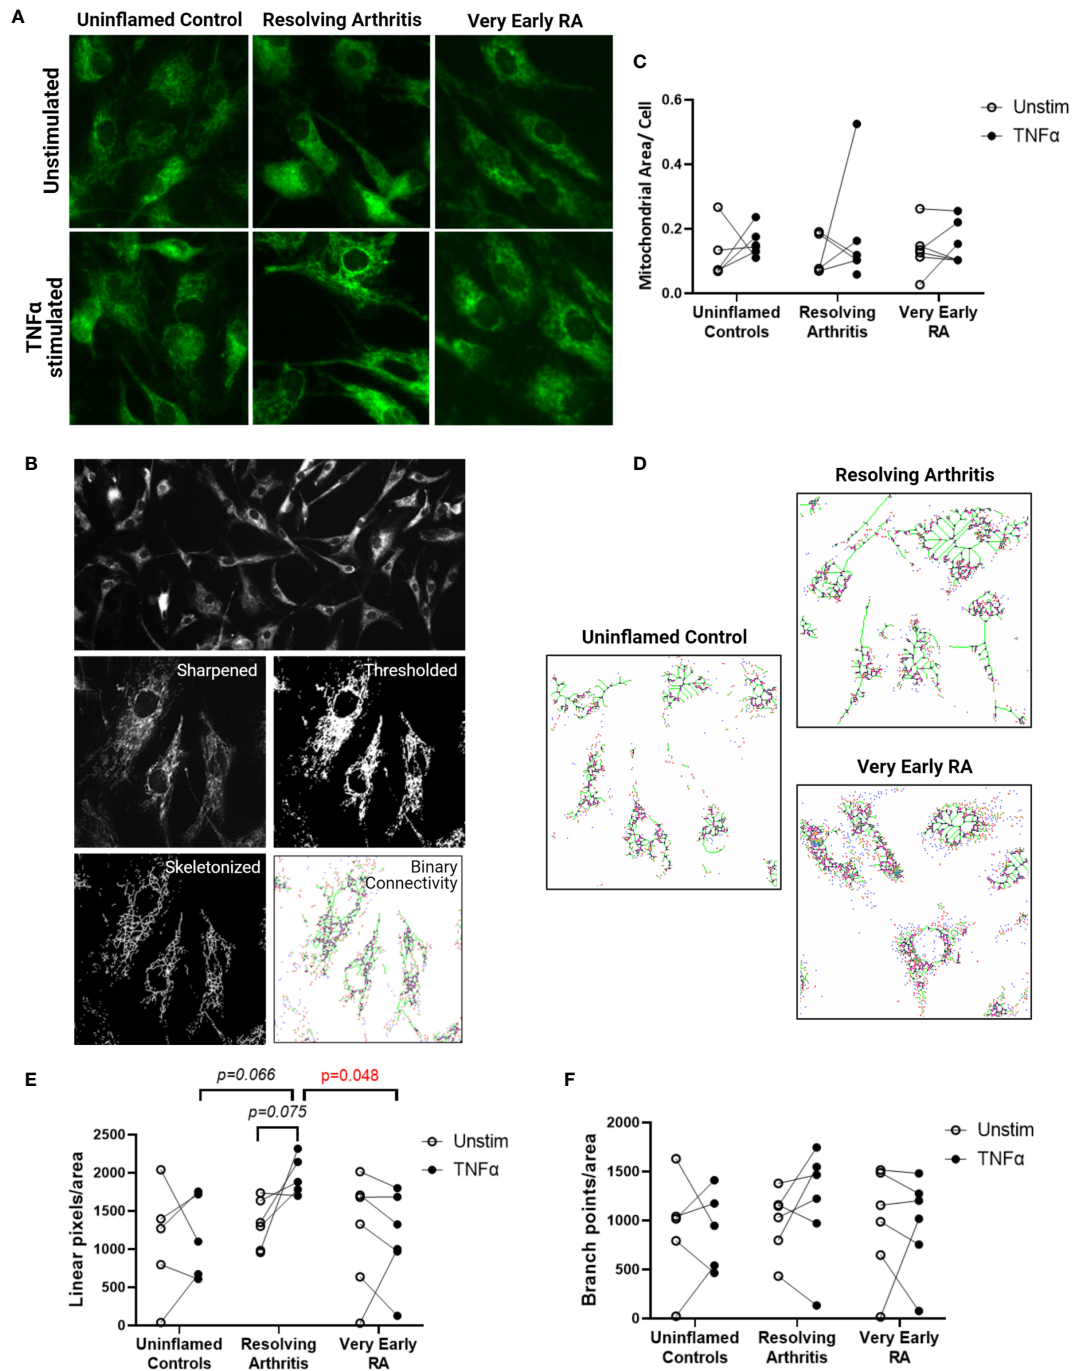 A
Uninflamed Control
Resolving Arthritis
Very Early RA
Unstimulated
TNFα
stimulated
C
Mitochondrial Area/ Cell
0.6
0.4
0.2
0.0
Uninflamed
Controls
Resolving
Arthritis
Very Early
RA
Unstim
TNFα
B
Sharpened
Thresholded
Skeletonized
Binary
Connectivity
D
Resolving Arthritis
Uninflamed Control
Very Early RA
E
p=0.066
p=0.048
p=0.075
Linear pixels/area
2500
2000
1500
1000
500
0
Uninflamed
Controls
Resolving
Arthritis
Very Early
RA
Unstim
TNFα
F
Branch points/area
2000
1500
1000
500
0
Uninflamed
Controls
Resolving
Arthritis
Very Early
RA
Unstim
TNFα